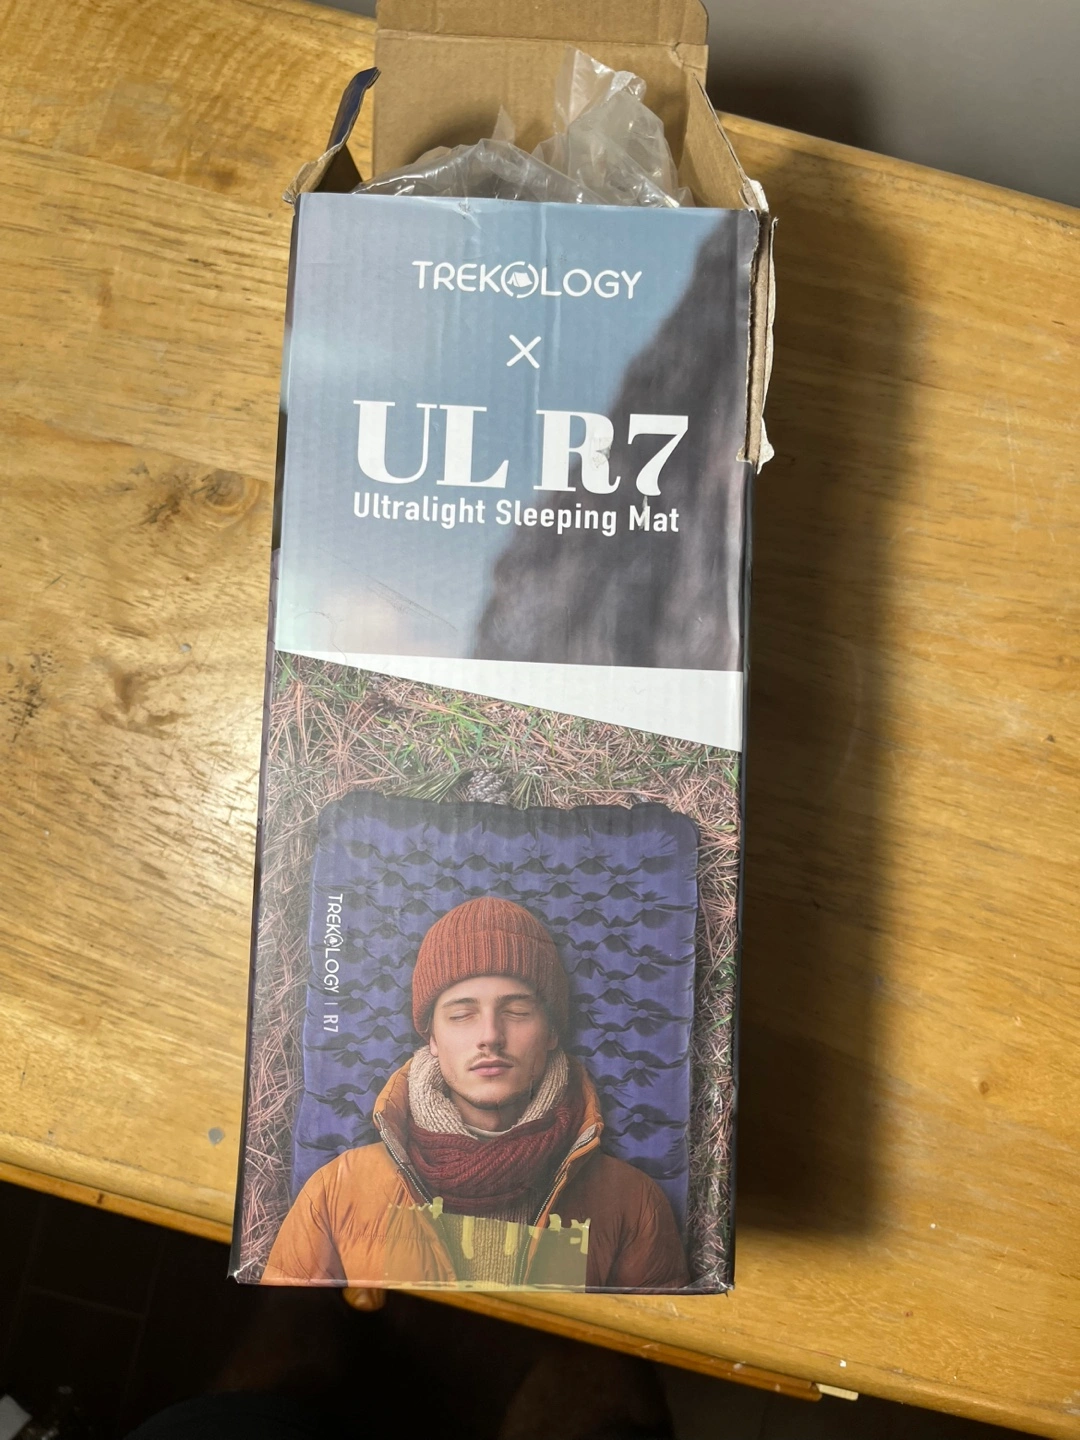 TREKOLOGY
X
UL R7
Ultralight Sleeping Mat
TREKOLOGY | R7